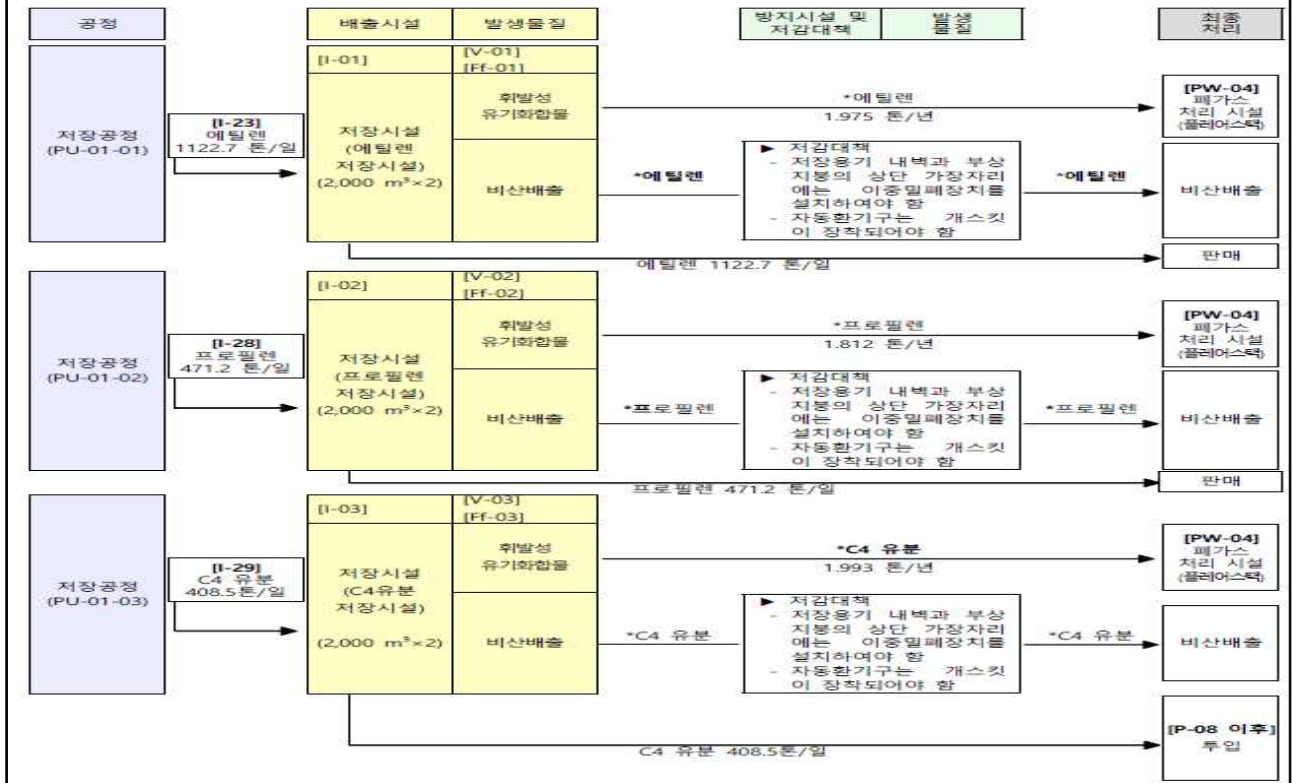 공정
배출시설
발생물질
방지시설 및
저감대책
발생
물질
최종
처리
저장공정
(PU-01-01)
[I-23]
에틸렌
1122.7 톤/일
[I-01]
저장시설
(에틸렌
저장시설)
(2,000 m³×2)
[V-01]
[Ff-01]
휘발성
유기화합물
비산배출
*에틸렌
1.975 톤/년
*에틸렌
▶ 저감대책
- 저장용기 내벽과 부상
지붕의 상단 가장자리
에는 이중밀폐장치를
설치하여야 함
- 자동환기구는 개스킷
이 장착되어야 함
*에틸렌
[PW-04]
폐가스
처리 시설
(플레어스택)
비산배출
에틸렌 1122.7 톤/일
판매
저장공정
(PU-01-02)
[I-28]
프로필렌
471.2 톤/일
[I-02]
저장시설
(프로필렌
저장시설)
(2,000 m³×2)
[V-02]
[Ff-02]
휘발성
유기화합물
비산배출
*프로필렌
1.812 톤/년
*프로필렌
▶ 저감대책
- 저장용기 내벽과 부상
지붕의 상단 가장자리
에는 이중밀폐장치를
설치하여야 함
- 자동환기구는 개스킷
이 장착되어야 함
*프로필렌
[PW-04]
폐가스
처리 시설
(플레어스택)
비산배출
프로필렌 471.2 톤/일
판매
저장공정
(PU-01-03)
[I-29]
C4 유분
408.5톤/일
[I-03]
저장시설
(C4유분
저장시설)
(2,000 m³×2)
[V-03]
[Ff-03]
휘발성
유기화합물
비산배출
*C4 유분
1.993 톤/년
*C4 유분
▶ 저감대책
- 저장용기 내벽과 부상
지붕의 상단 가장자리
에는 이중밀폐장치를
설치하여야 함
- 자동환기구는 개스킷
이 장착되어야 함
*C4 유분
[PW-04]
폐가스
처리 시설
(플레어스택)
비산배출
C4 유분 408.5톤/일
[P-08 이후]
투입